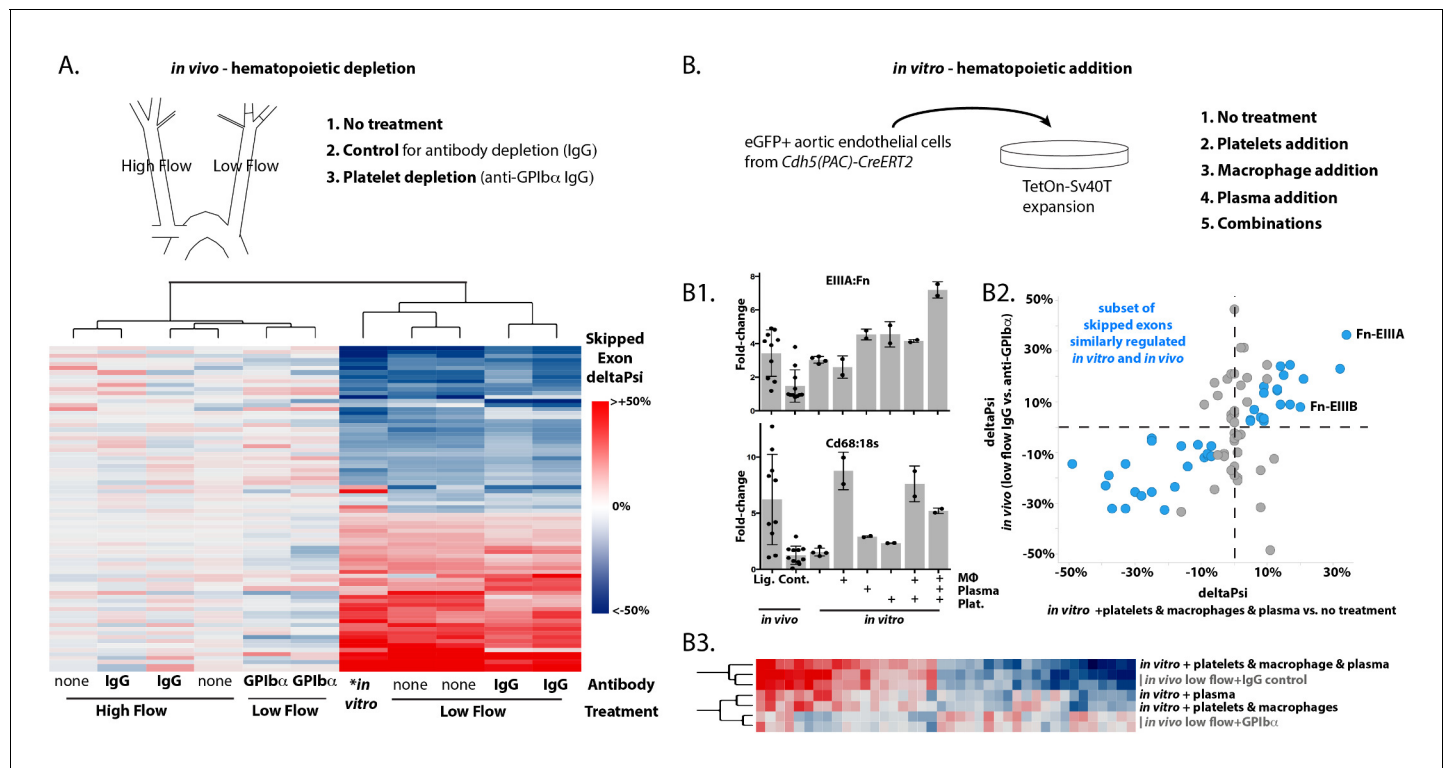 A.
in vivo - hematopoietic depletion
High Flow
Low Flow
1. No treatment
2. Control for antibody depletion (IgG)
3. Platelet depletion (anti-GPIbα IgG)
Skipped
Exon
deltaPsi
>+50%
0%
<-50%
none
IgG
IgG
none
GPIbα
GPIbα
*in
vitro
none
none
IgG
IgG
Antibody
High Flow
Low Flow
Low Flow
Treatment
B.
in vitro - hematopoietic addition
eGFP+ aortic endothelial cells
from Cdh5(PAC)-CreERT2
TetOn-Sv40T
expansion
1. No treatment
2. Platelets addition
3. Macrophage addition
4. Plasma addition
5. Combinations
B1.
EIIIA:Fn
Fold-change
8
6
4
2
0
Cd68:18s
Fold-change
10
5
0
Lig. Cont.
+ + + MΦ
+ + Plasma
+ + + Plat.
in vivo
in vitro
B2.
50%
30%
10%
-10%
-30%
-50%
deltaPsi
in vivo (low flow IgG vs. anti-GPIbα)
subset of
skipped exons
similarly regulated
in vitro and in vivo
Fn-EIIIA
Fn-EIIIB
-50%
-30%
-10%
10%
30%
deltaPsi
in vitro +platelets & macrophages & plasma vs. no treatment
B3.
in vitro + platelets & macrophage & plasma
| in vivo low flow+IgG control
in vitro + plasma
in vitro + platelets & macrophages
| in vivo low flow+GPIbα